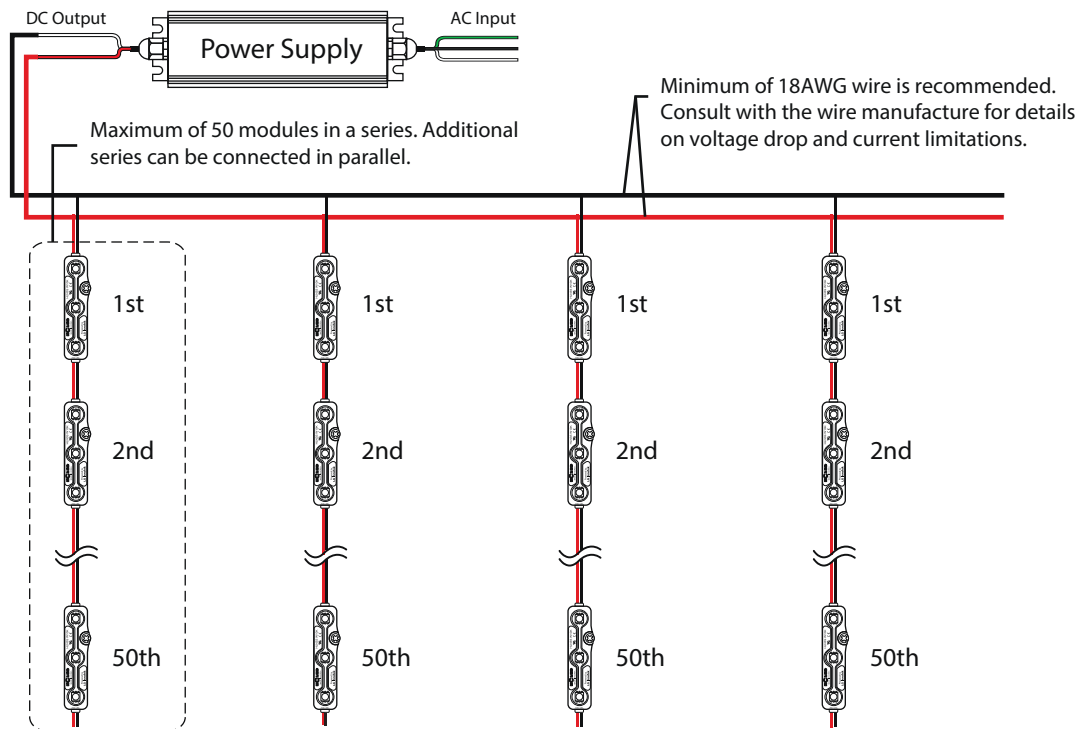 DC Output
AC Input
Power Supply
Minimum of 18AWG wire is recommended.
Consult with the wire manufacture for details
on voltage drop and current limitations.
Maximum of 50 modules in a series. Additional
series can be connected in parallel.
1st
1st
1st
1st
2nd
2nd
2nd
2nd
50th
50th
50th
50th